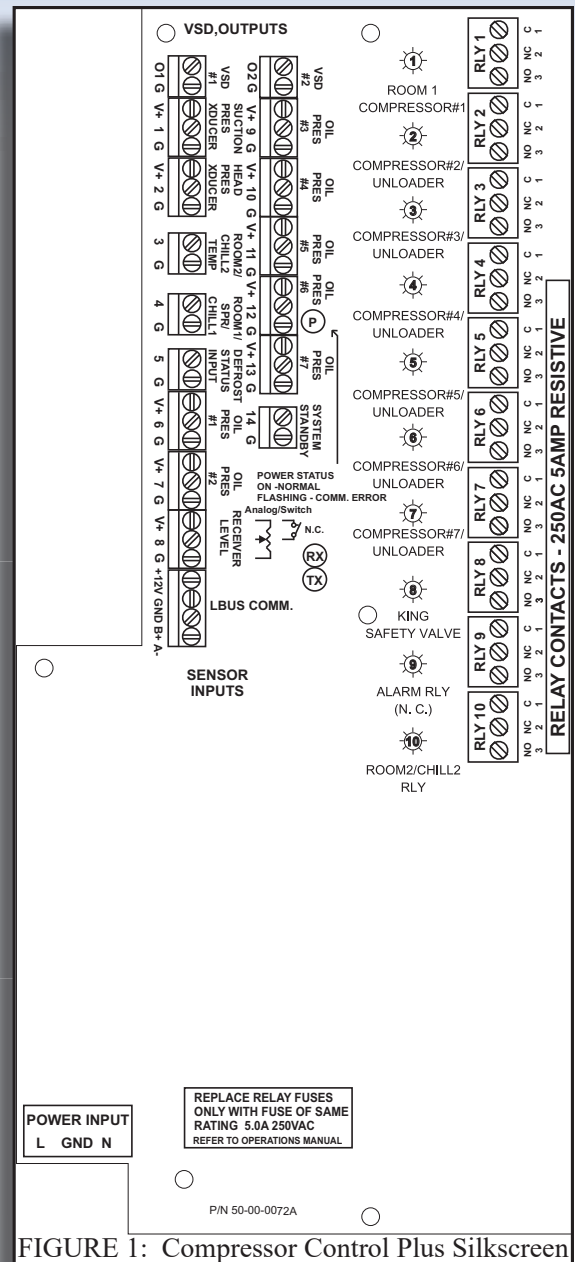 VSD,OUTPUTS
O1 G
VSD
#1
V+ 1 G
SUCTION
PRES
XDUCER
V+ 2 G
HEAD
PRES
XDUCER
3 G
ROOM2/
CHILL2
TEMP
4 G
ROOM1/
SPR/
CHILL1
5 G
DEFROST
STATUS
INPUT
V+ 6 G
OIL
PRES
#1
V+ 7 G
OIL
PRES
#2
V+ 8 G
RECEIVER
LEVEL
+12V GND B+ A-
LBUS COMM.
SENSOR
INPUTS
O2 G
VSD
#2
V+ 9 G
OIL
PRES
#3
V+ 10 G
OIL
PRES
#4
V+ 11 G
OIL
PRES
#5
V+ 12 G
OIL
PRES
#6
P
V+ 13 G
OIL
PRES
#7
14 G
SYSTEM
STANDBY
POWER STATUS
ON -NORMAL
FLASHING - COMM. ERROR
Analog/Switch
N.C.
RX
TX
1
ROOM 1
COMPRESSOR#1
2
COMPRESSOR#2/
UNLOADER
3
COMPRESSOR#3/
UNLOADER
4
COMPRESSOR#4/
UNLOADER
5
COMPRESSOR#5/
UNLOADER
6
COMPRESSOR#6/
UNLOADER
7
COMPRESSOR#7/
UNLOADER
8
KING
SAFETY VALVE
9
ALARM RLY
(N. C.)
10
ROOM2/CHILL2
RLY
RLY 1
C 1
NC 2
NO 3
RLY 2
C 1
NC 2
NO 3
RLY 3
C 1
NC 2
NO 3
RLY 4
C 1
NC 2
NO 3
RLY 5
C 1
NC 2
NO 3
RLY 6
C 1
NC 2
NO 3
RLY 7
C 1
NC 2
NO 3
RLY 8
C 1
NC 2
NO 3
RLY 9
C 1
NC 2
NO 3
RLY 10
C 1
NC 2
NO 3
RELAY CONTACTS - 250AC 5AMP RESISTIVE
POWER INPUT
L GND N
REPLACE RELAY FUSES
ONLY WITH FUSE OF SAME
RATING 5.0A 250VAC
REFER TO OPERATIONS MANUAL
P/N 50-00-0072A
FIGURE 1: Compressor Control Plus Silkscreen